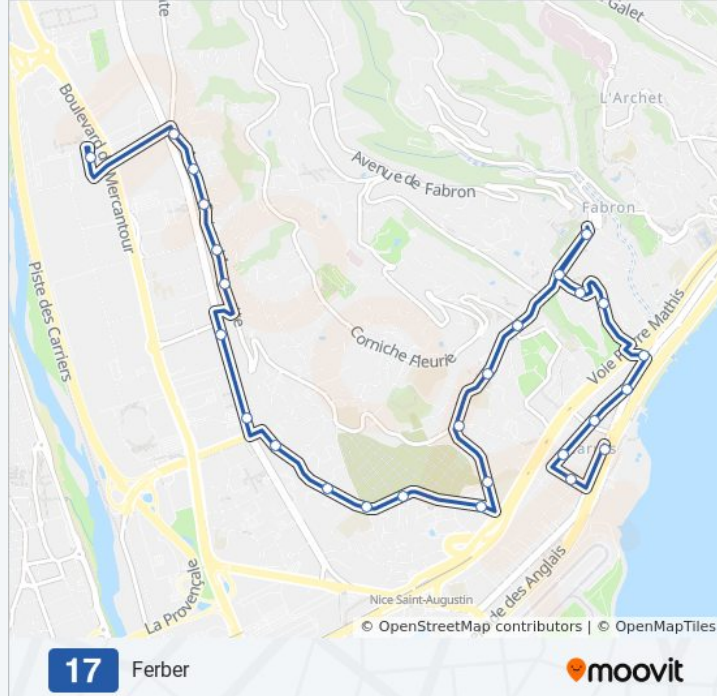 Galet
L'Archet
Boulevard du Mercantour
Avenue de Fabron
Fabron
Piste des Carriers
Corniche Fleurie
Voie Pierre Mathis
La Provençale
Nice Saint-Augustin
de des Anglais
© OpenStreetMap contributors | © OpenMapTiles
17 Ferber
moovit